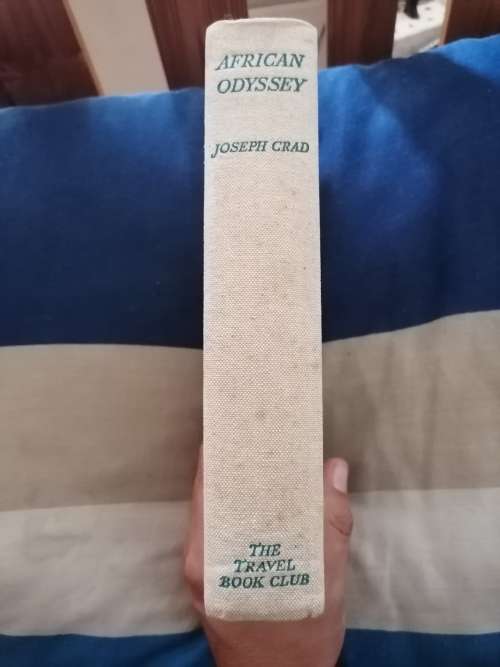 AFRICAN
ODYSSEY
JOSEPH CRAD
THE
TRAVEL
BOOK CLUB